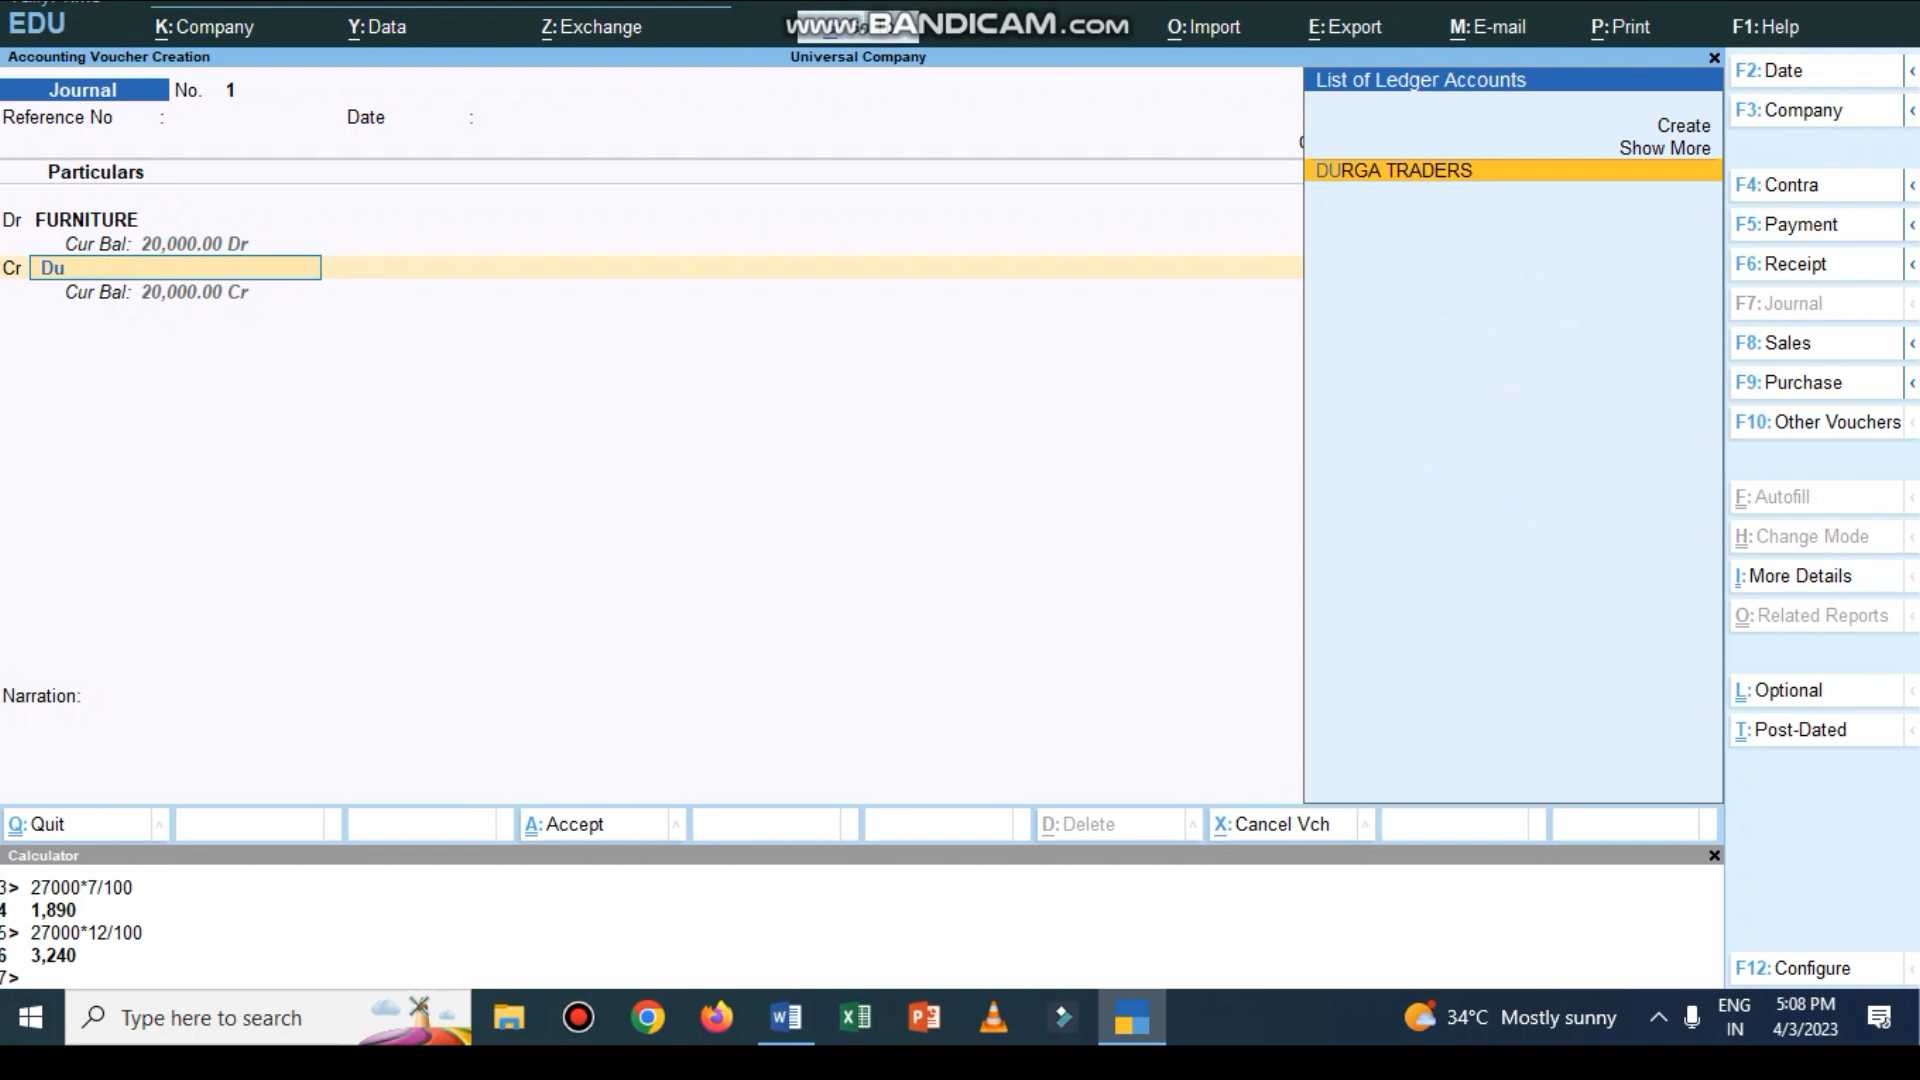 EDU
K: Company
Y: Data
Z: Exchange
www.BANDICAM.com
O: Import
E: Export
M: E-mail
P: Print
F1: Help
Accounting Voucher Creation
Universal Company
Journal No. 1
Reference No :
Date :
Particulars
Dr FURNITURE
Cur Bal: 20,000.00 Dr
Cr Du
Cur Bal: 20,000.00 Cr
Narration:
List of Ledger Accounts
Create
Show More
DURGA TRADERS
F2: Date
F3: Company
F4: Contra
F5: Payment
F6: Receipt
F7: Journal
F8: Sales
F9: Purchase
F10: Other Vouchers
F: Autofill
H: Change Mode
I: More Details
O: Related Reports
L: Optional
T: Post-Dated
F12: Configure
Q: Quit
A: Accept
D: Delete
X: Cancel Vch
Calculator
3> 27000*7/100
4 1,890
5> 27000*12/100
6 3,240
7>
Type here to search
34°C Mostly sunny
ENG
IN
5:08 PM
4/3/2023